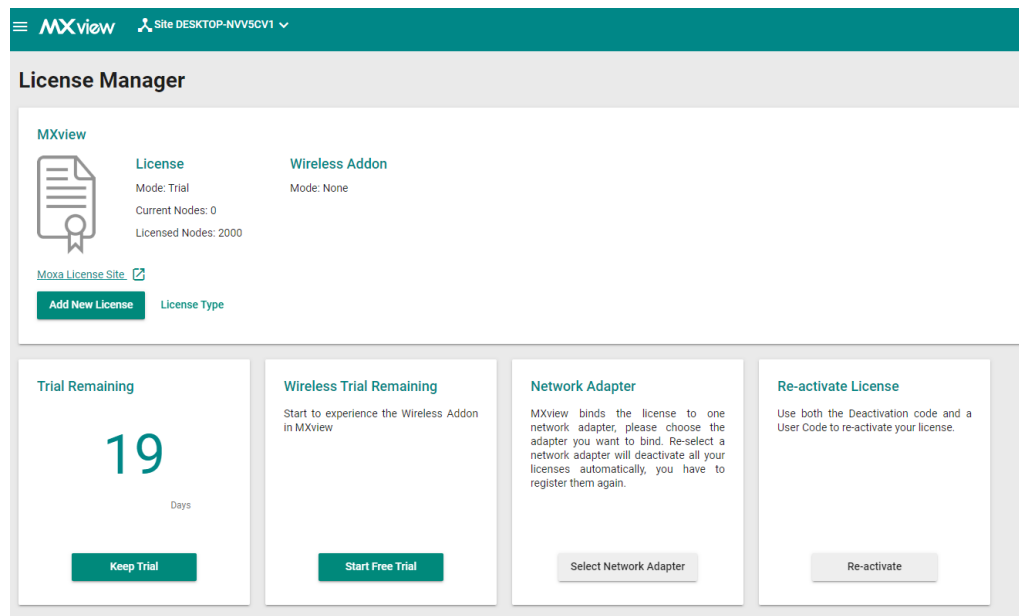 MXview Site DESKTOP-NVV5CV1
License Manager
MXview
License
Mode: Trial
Current Nodes: 0
Licensed Nodes: 2000
Wireless Addon
Mode: None
Moxa License Site
Add New License
License Type
Trial Remaining
19
Days
Keep Trial
Wireless Trial Remaining
Start to experience the Wireless Addon
in MXview
Start Free Trial
Network Adapter
MXview binds the license to one
network adapter, please choose the
adapter you want to bind. Re-select a
network adapter will deactivate all your
licenses automatically, you have to
register them again.
Select Network Adapter
Re-activate License
Use both the Deactivation code and a
User Code to re-activate your license.
Re-activate